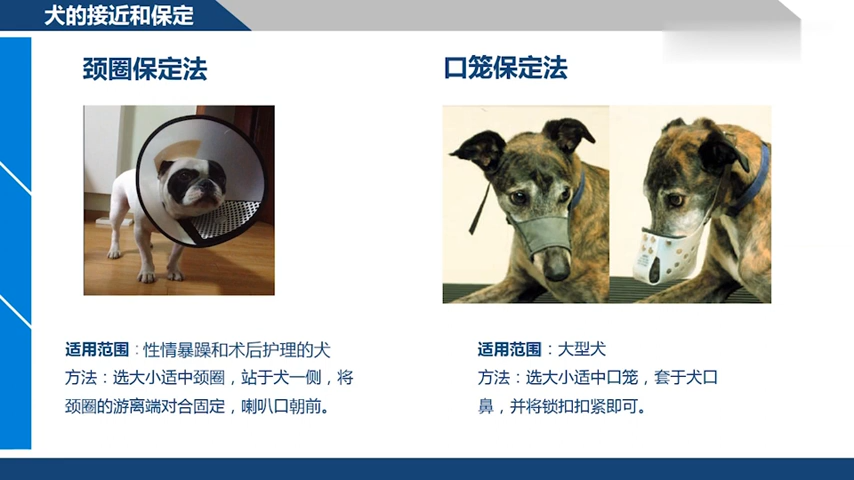 犬的接近和保定
颈圈保定法
适用范围：性情暴躁和术后护理的犬
方法：选大小适中颈圈，站于犬一侧，将
颈圈的游离端对合固定，喇叭口朝前。
口笼保定法
适用范围：大型犬
方法：选大小适中口笼，套于犬口
鼻，并将锁扣扣紧即可。